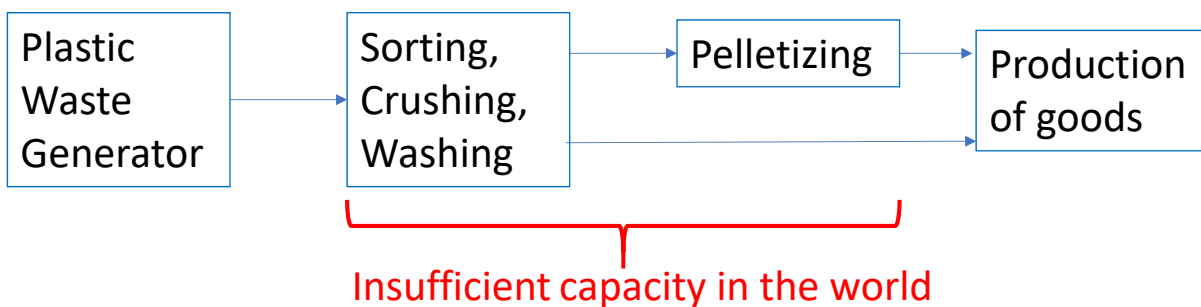 Plastic
Waste
Generator
Sorting,
Crushing,
Washing
Pelletizing
Production
of goods
Insufficient capacity in the world